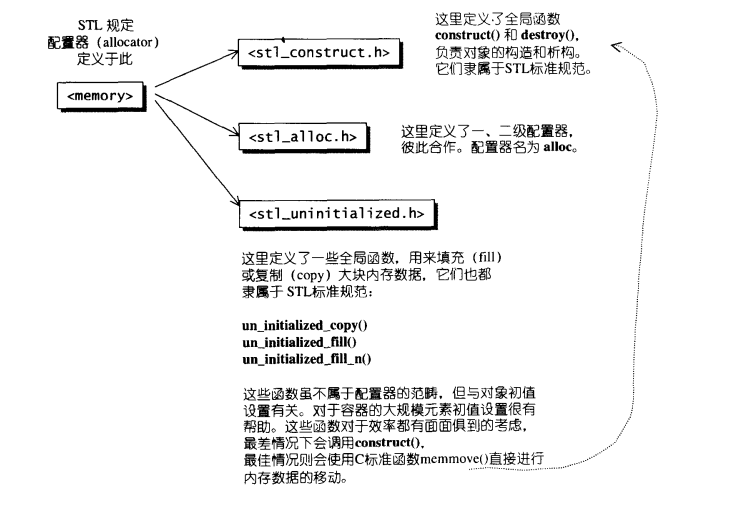 STL 规定
配置器（allocator）
定义于此
<memory>
<stl_construct.h>
这里定义了全局函数
construct() 和 destroy()，
负责对象的构造和析构。
它们隶属于STL标准规范。
<stl_alloc.h>
这里定义了一、二级配置器，
彼此合作。配置器名为 alloc。
<stl_uninitialized.h>
这里定义了一些全局函数，用来填充（fill）
或复制（copy）大块内存数据，它们也都
隶属于 STL标准规范：
un_initialized_copy()
un_initialized_fill()
un_initialized_fill_n()
这些函数虽不属于配置器的范畴，但与对象初值
设置有关。对于容器的大规模元素初值设置很有
帮助。这些函数对于效率都有面面俱到的考虑，
最差情况下会调用construct()，
最佳情况则会使用C标准函数memmove()直接进行
内存数据的移动。